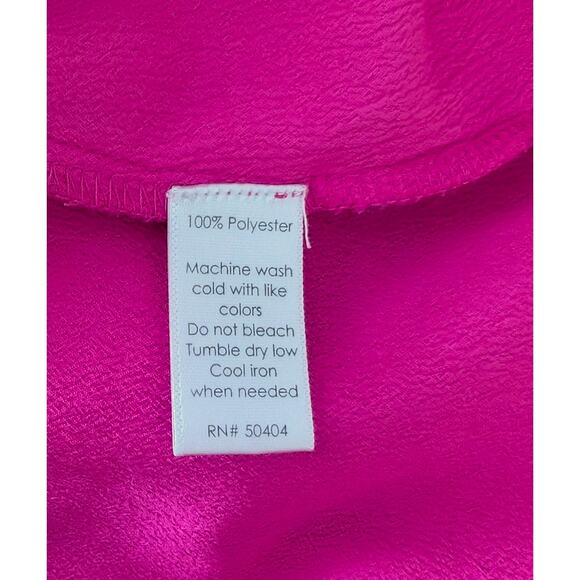 100% Polyester
Machine wash
cold with like
colors
Do not bleach
Tumble dry low
Cool iron
when needed
RN# 50404